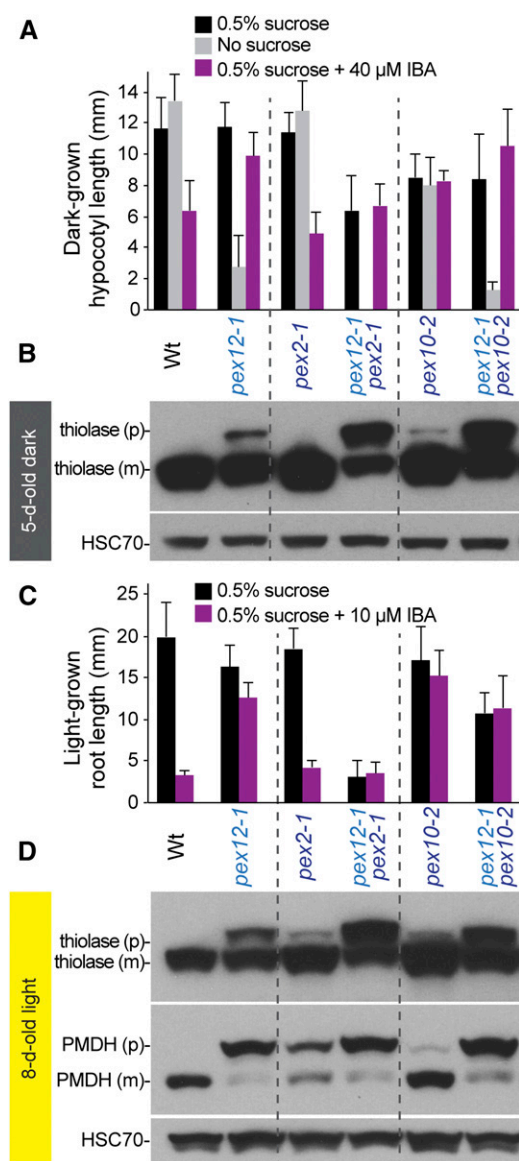 A
0.5% sucrose
No sucrose
0.5% sucrose + 40 µM IBA
Dark-grown
hypocotyl length (mm)
14
12
10
8
6
4
2
0
Wt
pex12-1
pex2-1
pex12-1
pex2-1
pex10-2
pex12-1
pex10-2
B
5-d-old dark
thiolase (p)
thiolase (m)
HSC70
C
0.5% sucrose
0.5% sucrose + 10 µM IBA
Light-grown
root length (mm)
25
20
15
10
5
0
Wt
pex12-1
pex2-1
pex12-1
pex2-1
pex10-2
pex12-1
pex10-2
D
8-d-old light
thiolase (p)
thiolase (m)
PMDH (p)
PMDH (m)
HSC70